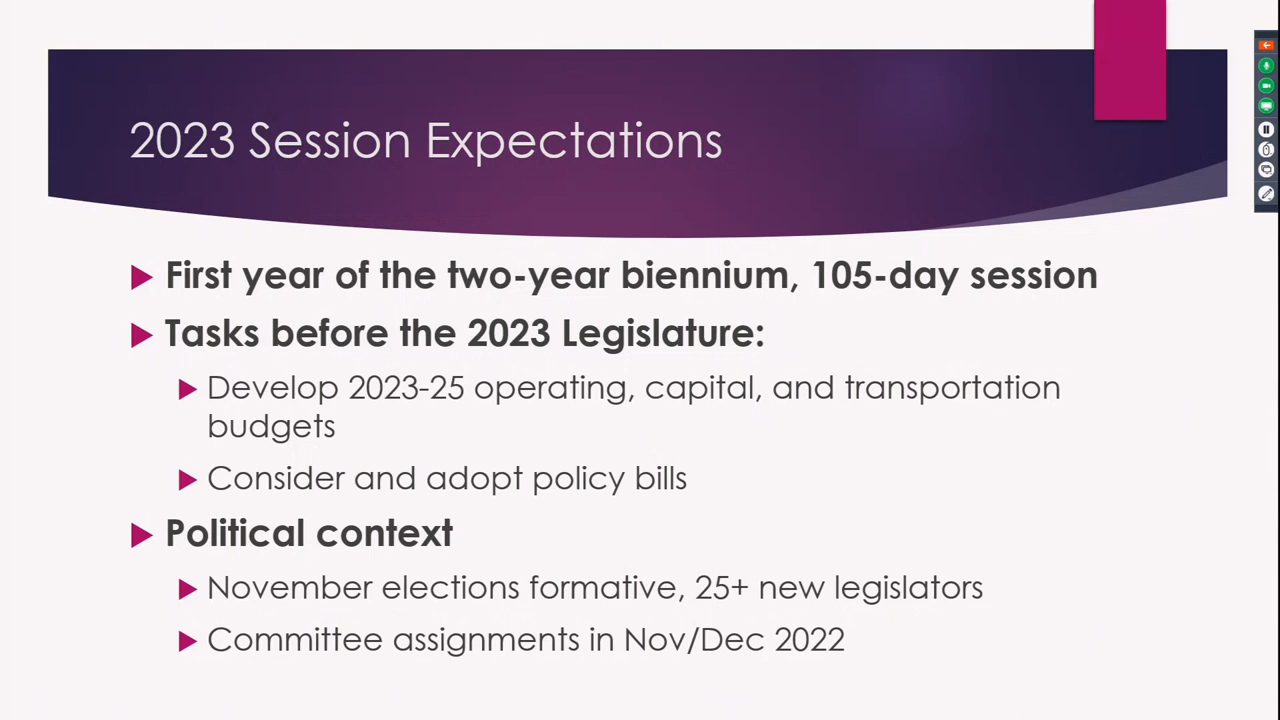 2023 Session Expectations
First year of the two-year biennium, 105-day session
Tasks before the 2023 Legislature:
Develop 2023-25 operating, capital, and transportation
budgets
Consider and adopt policy bills
Political context
November elections formative, 25+ new legislators
Committee assignments in Nov/Dec 2022